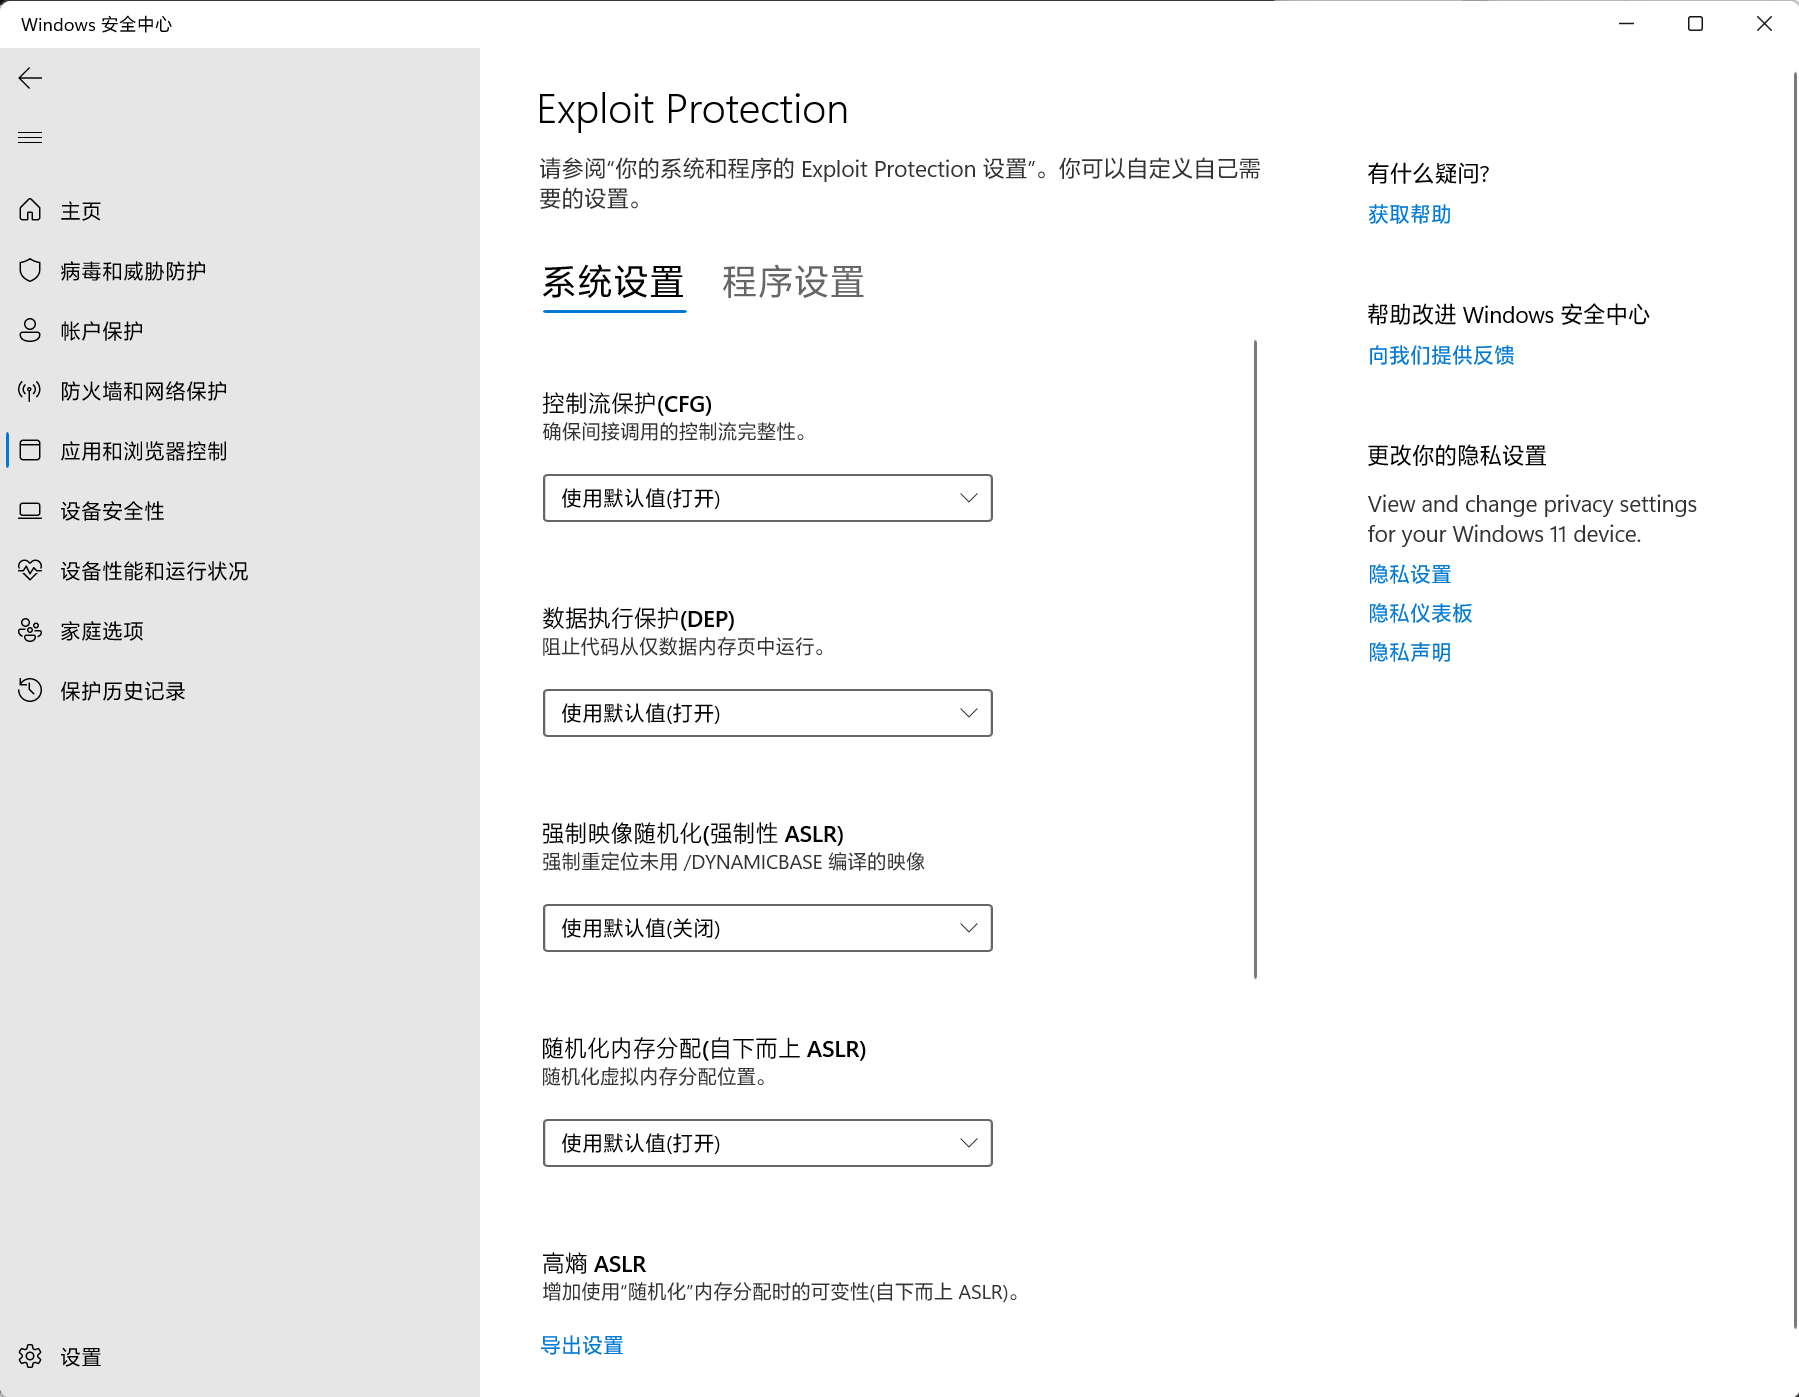 Windows 安全中心
主页
病毒和威胁防护
帐户保护
防火墙和网络保护
应用和浏览器控制
设备安全性
设备性能和运行状况
家庭选项
保护历史记录
设置
Exploit Protection
请参阅“你的系统和程序的 Exploit Protection 设置”。你可以自定义自己需
要的设置。
系统设置
程序设置
控制流保护(CFG)
确保间接调用的控制流完整性。
使用默认值(打开)
数据执行保护(DEP)
阻止代码从仅数据内存页中运行。
使用默认值(打开)
强制映像随机化(强制性 ASLR)
强制重定位未用 /DYNAMICBASE 编译的映像
使用默认值(关闭)
随机化内存分配(自下而上 ASLR)
随机化虚拟内存分配位置。
使用默认值(打开)
高熵 ASLR
增加使用“随机化”内存分配时的可变性(自下而上 ASLR)。
导出设置
有什么疑问?
获取帮助
帮助改进 Windows 安全中心
向我们提供反馈
更改你的隐私设置
View and change privacy settings
for your Windows 11 device.
隐私设置
隐私仪表板
隐私声明